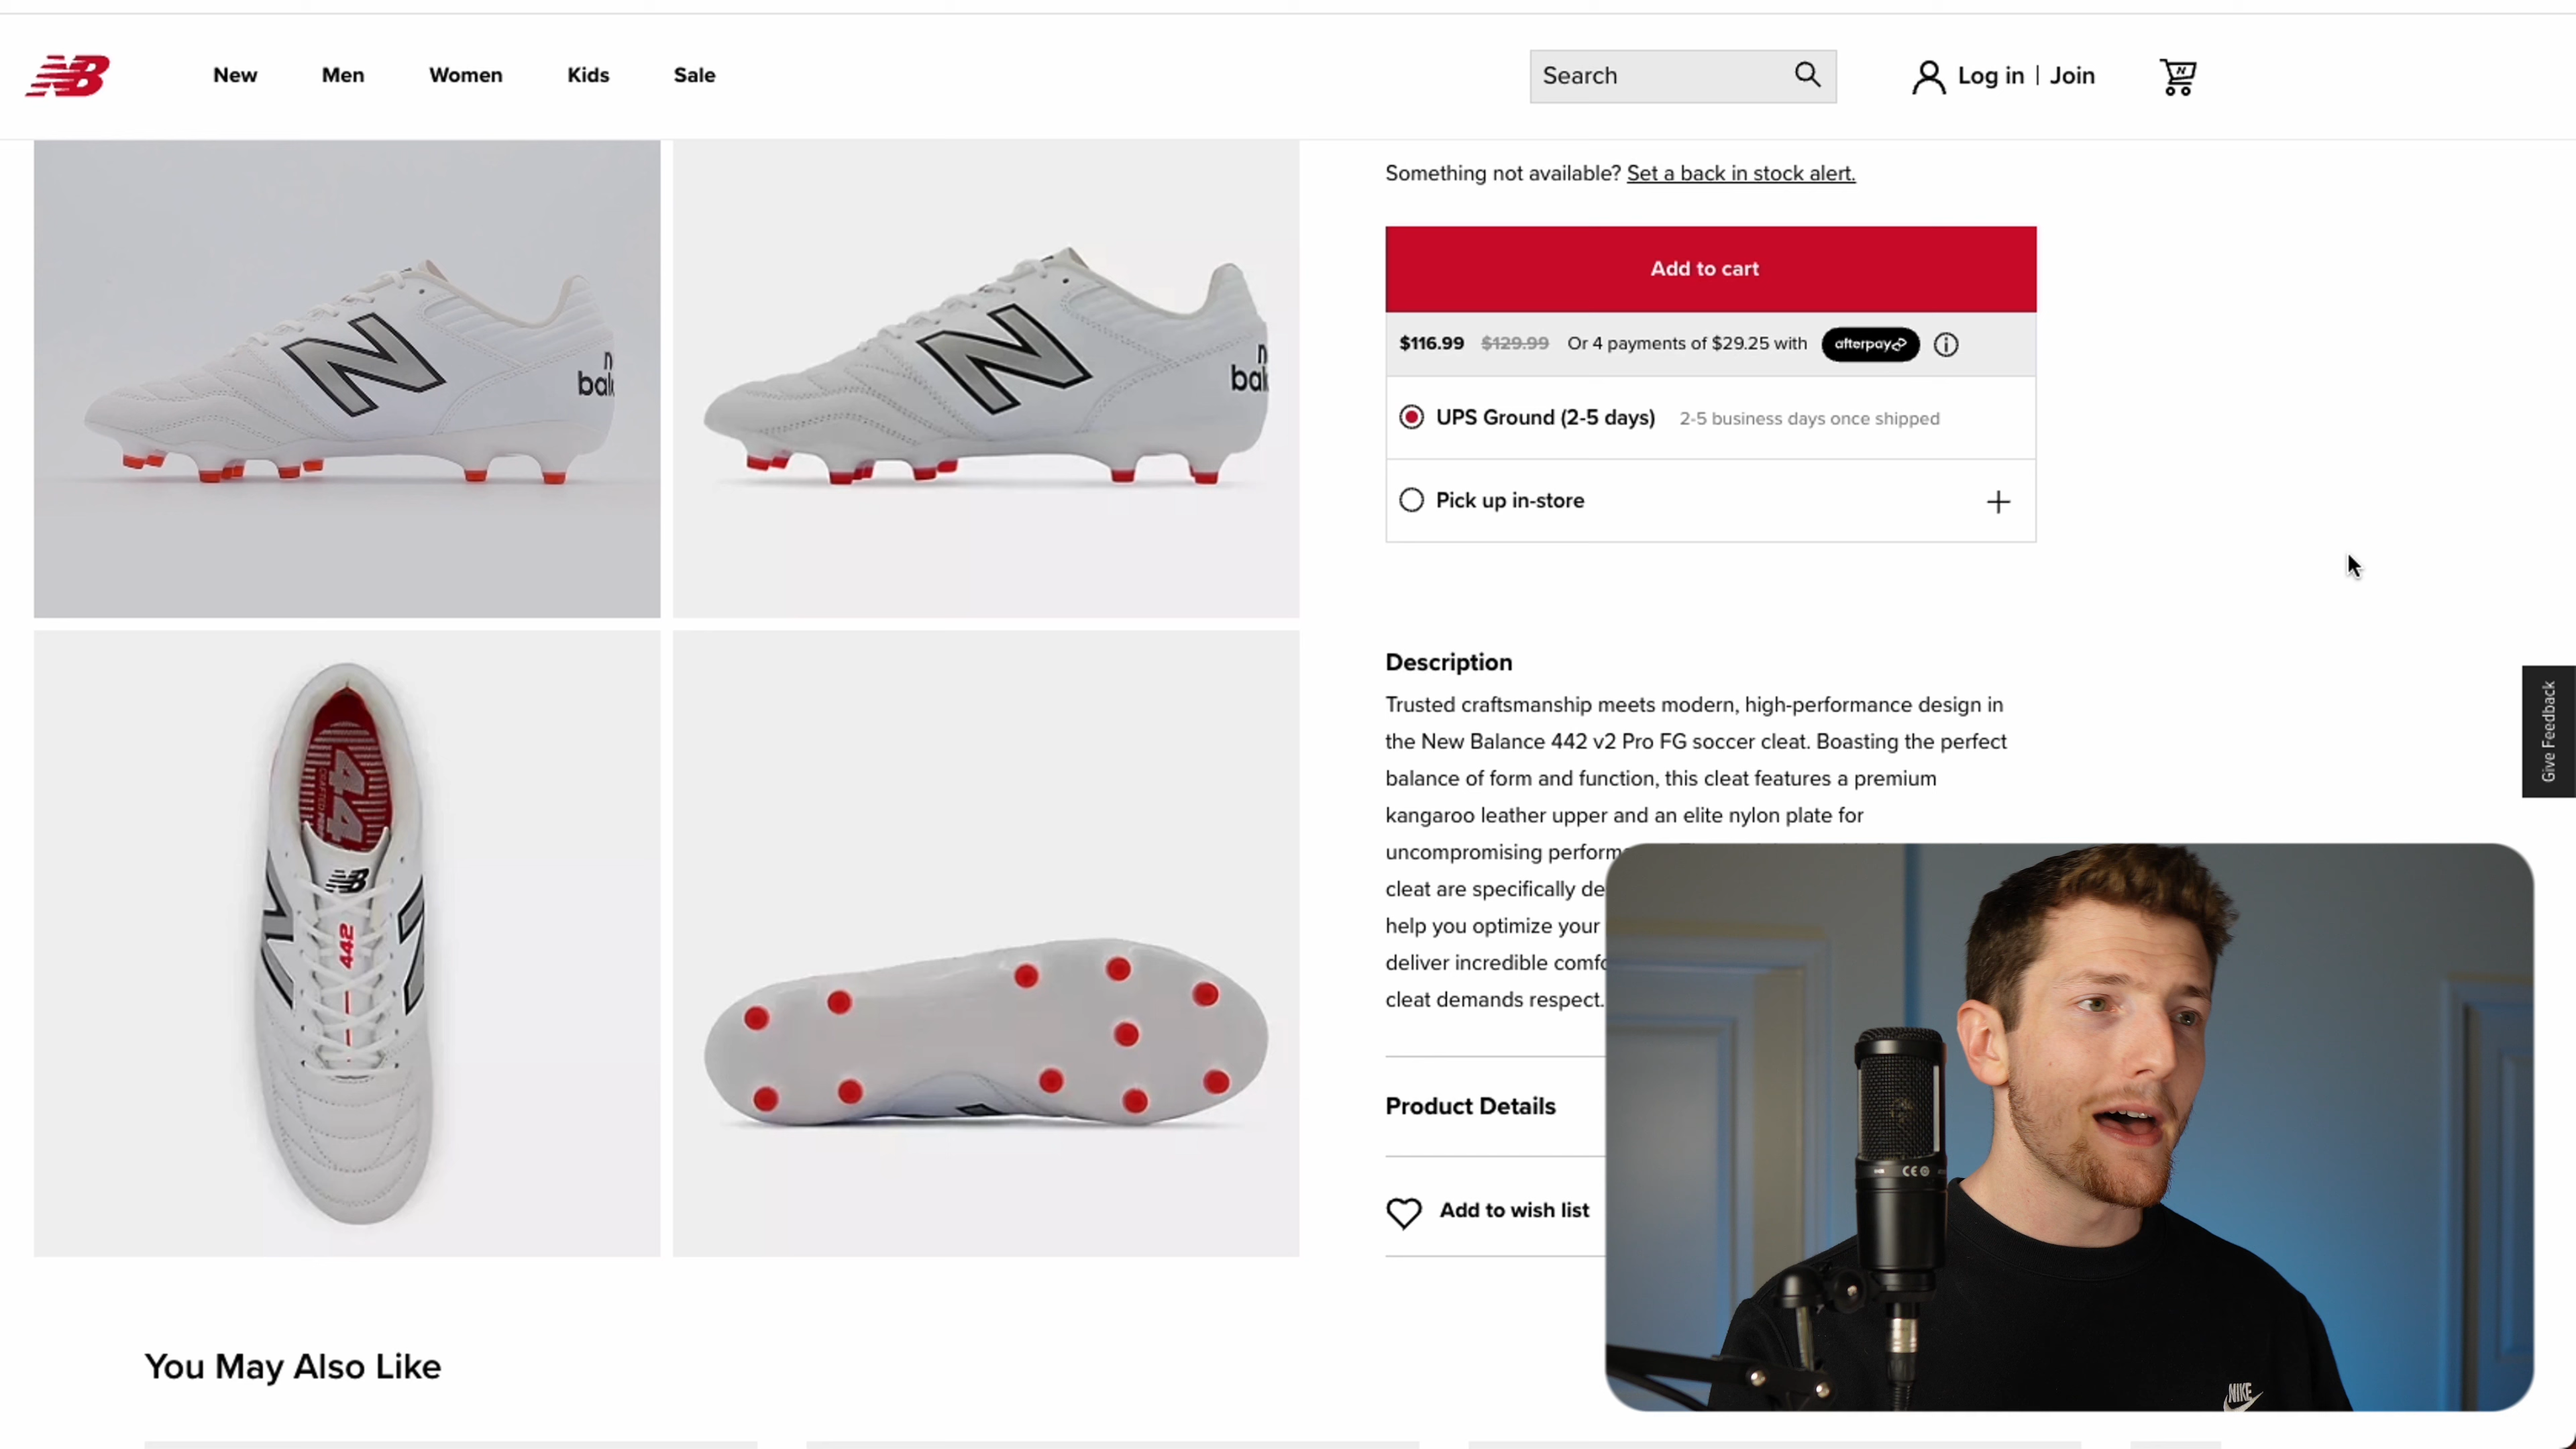 NB
New
Men
Women
Kids
Sale
Search
Log in | Join
Something not available? Set a back in stock alert.
Add to cart
$116.99 $129.99 Or 4 payments of $29.25 with afterpay
UPS Ground (2-5 days) 2-5 business days once shipped
Pick up in-store
N
N
Description
Trusted craftsmanship meets modern, high-performance design in
the New Balance 442 v2 Pro FG soccer cleat. Boasting the perfect
balance of form and function, this cleat features a premium
kangaroo leather upper and an elite nylon plate for
uncompromising
cleat are specifically
help you optimize your
deliver incredible
cleat demands respect.
Give Feedback
442
NB
442
Product Details
Add to wish list
CE
NIKE
You May Also Like